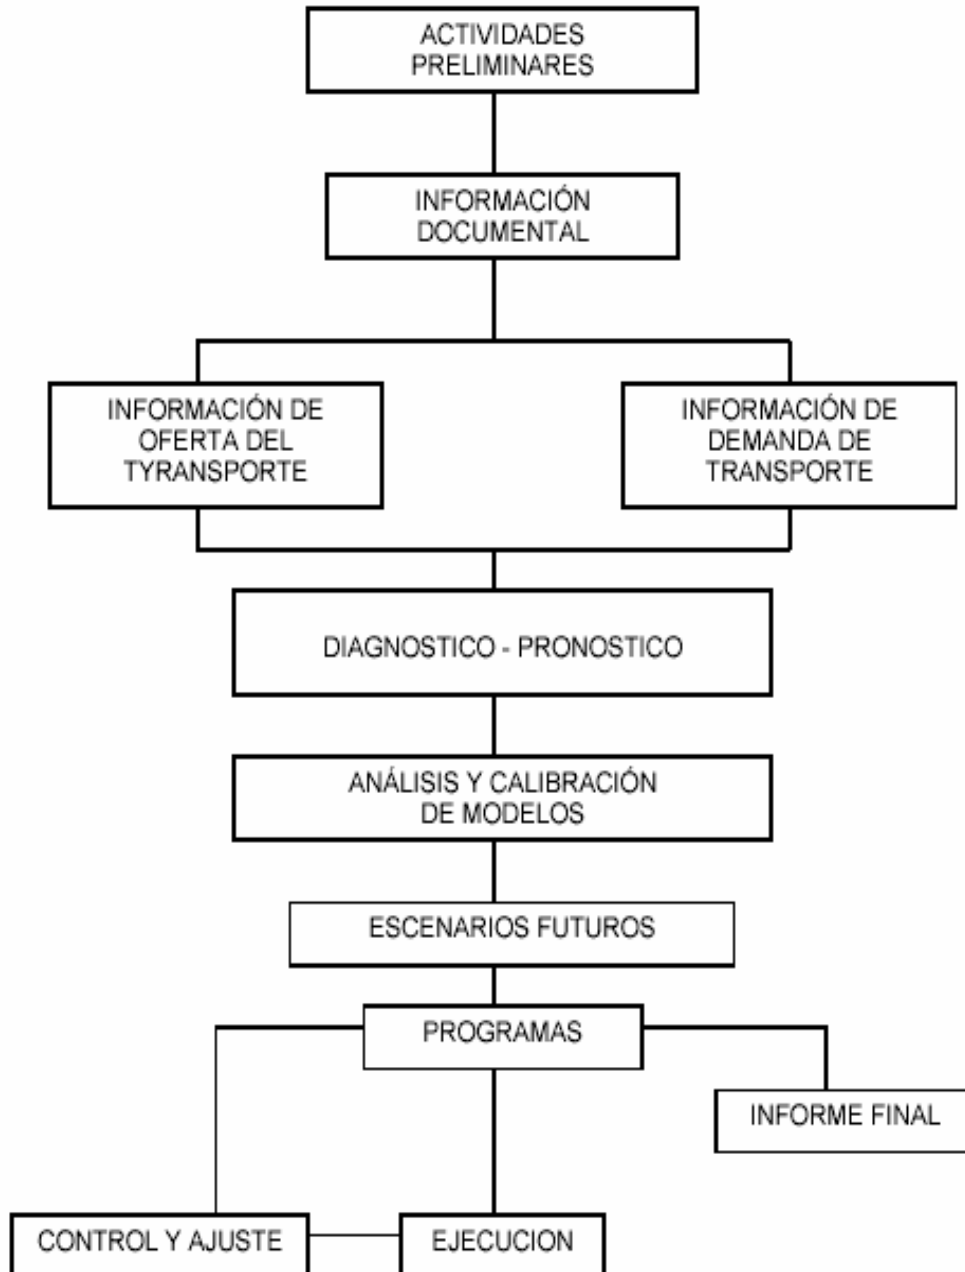 ACTIVIDADES
PRELIMINARES
INFORMACIÓN
DOCUMENTAL
INFORMACIÓN DE
OFERTA DEL
TYRANSPORTE
INFORMACIÓN DE
DEMANDA DE
TRANSPORTE
DIAGNOSTICO - PRONOSTICO
ANÁLISIS Y CALIBRACIÓN
DE MODELOS
ESCENARIOS FUTUROS
PROGRAMAS
INFORME FINAL
CONTROL Y AJUSTE
EJECUCION